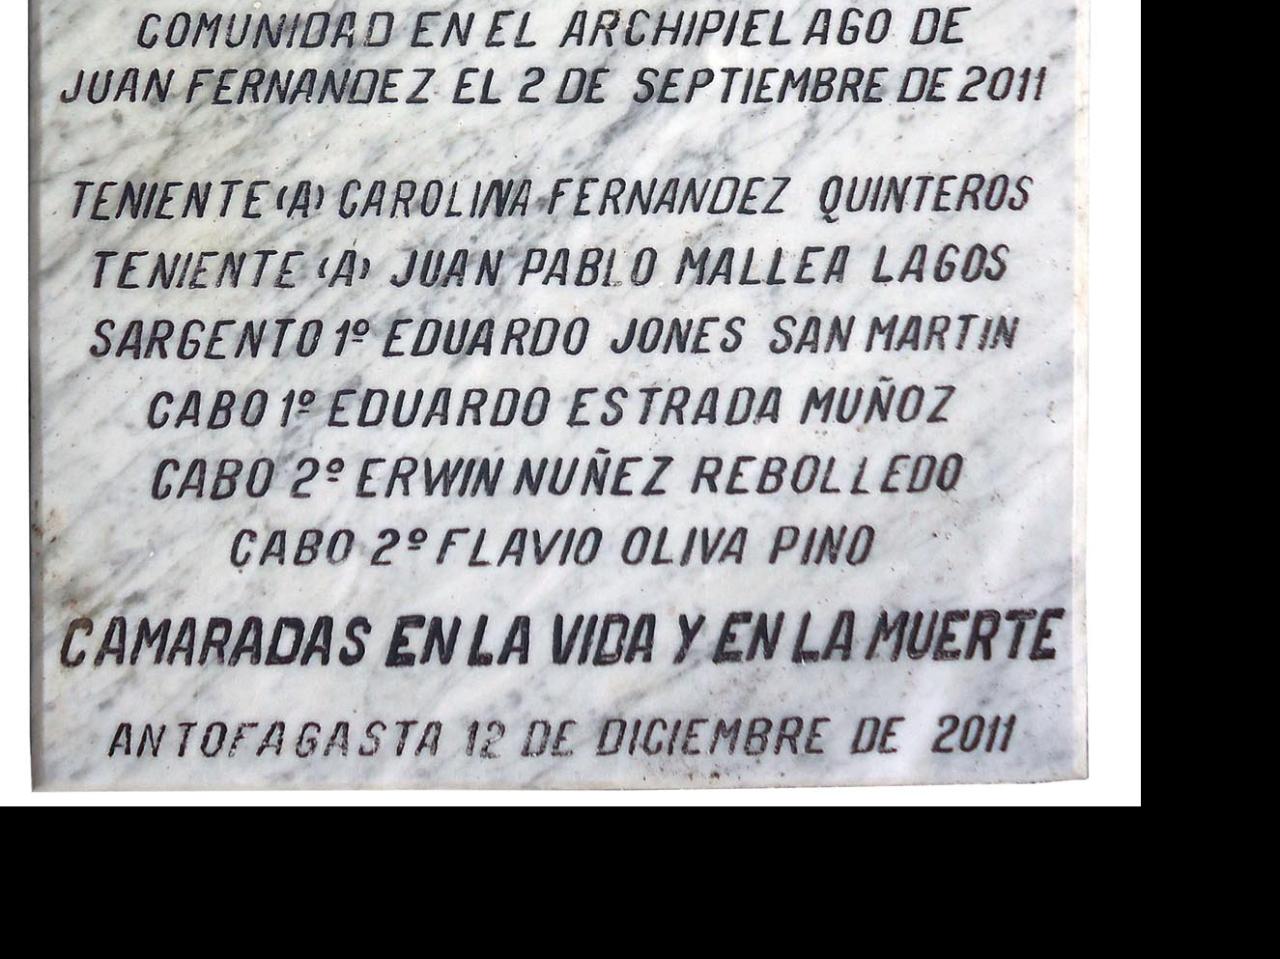 COMUNIDAD EN EL ARCHIPIELAGO DE
JUAN FERNANDEZ EL 2 DE SEPTIEMBRE DE 2011
TENIENTE (A) CAROLINA FERNANDEZ QUINTEROS
TENIENTE (A) JUAN PABLO MALLEA LAGOS
SARGENTO 1º EDUARDO JONES SAN MARTIN
CABO 1º EDUARDO ESTRADA MUÑOZ
CABO 2º ERWIN NUÑEZ REBOLLEDO
CABO 2º FLAVIO OLIVA PINO
CAMARADAS EN LA VIDA Y EN LA MUERTE
ANTOFAGASTA 12 DE DICIEMBRE DE 2011